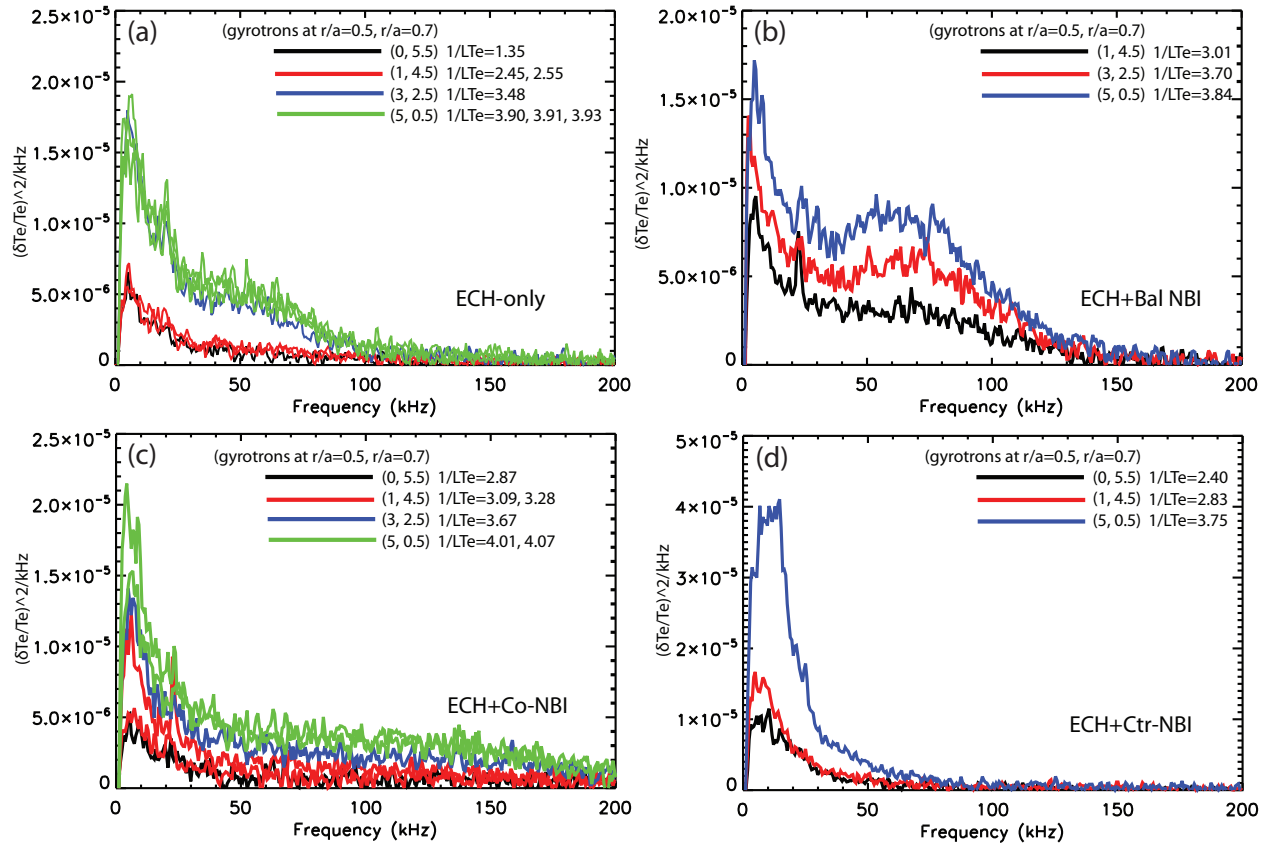 (a)
(gyrotrons at r/a=0.5, r/a=0.7)
(0, 5.5) 1/LTe=1.35
(1, 4.5) 1/LTe=2.45, 2.55
(3, 2.5) 1/LTe=3.48
(5, 0.5) 1/LTe=3.90, 3.91, 3.93
ECH-only
2.5×10⁻⁵
2.0×10⁻⁵
1.5×10⁻⁵
1.0×10⁻⁵
5.0×10⁻⁶
0
(δTe/Te)^2/kHz
0 50 100 150 200
Frequency (kHz)
(b)
(gyrotrons at r/a=0.5, r/a=0.7)
(1, 4.5) 1/LTe=3.01
(3, 2.5) 1/LTe=3.70
(5, 0.5) 1/LTe=3.84
ECH+Bal NBI
2.0×10⁻⁵
1.5×10⁻⁵
1.0×10⁻⁵
5.0×10⁻⁶
0
(δTe/Te)^2/kHz
0 50 100 150 200
Frequency (kHz)
(c)
(gyrotrons at r/a=0.5, r/a=0.7)
(0, 5.5) 1/LTe=2.87
(1, 4.5) 1/LTe=3.09, 3.28
(3, 2.5) 1/LTe=3.67
(5, 0.5) 1/LTe=4.01, 4.07
ECH+Co-NBI
2.5×10⁻⁵
2.0×10⁻⁵
1.5×10⁻⁵
1.0×10⁻⁵
5.0×10⁻⁶
0
(δTe/Te)^2/kHz
0 50 100 150 200
Frequency (kHz)
(d)
(gyrotrons at r/a=0.5, r/a=0.7)
(0, 5.5) 1/LTe=2.40
(1, 4.5) 1/LTe=2.83
(5, 0.5) 1/LTe=3.75
ECH+Ctr-NBI
5×10⁻⁵
4×10⁻⁵
3×10⁻⁵
2×10⁻⁵
1×10⁻⁵
0
(δTe/Te)^2/kHz
0 50 100 150 200
Frequency (kHz)